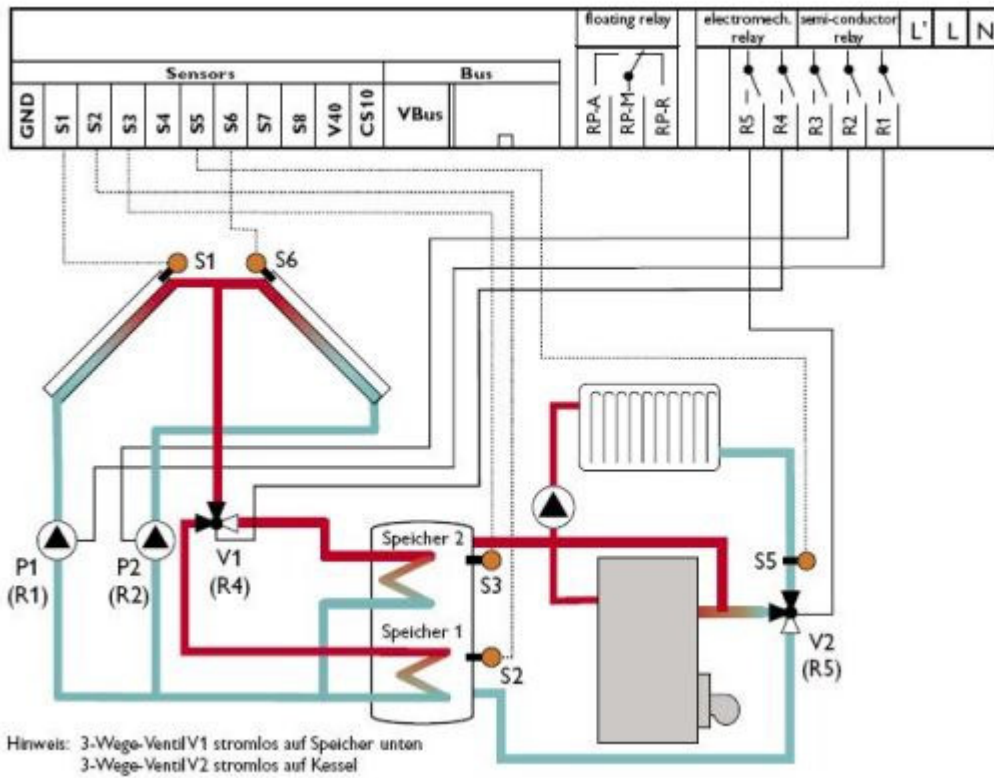 floating relay
electromech. relay
semi-conductor relay
L' L N
Sensors
Bus
GND S1 S2 S3 S4 S5 S6 S7 S8 V40 CS10
VBus
RP-A RP-M RP-R
R5 R4 R3 R2 R1
S1
S6
P1
(R1)
P2
(R2)
V1
(R4)
Speicher 2
S3
Speicher 1
S2
S5
V2
(R5)
Hinweis: 3-Wege-Ventil V1 stromlos auf Speicher unten
3-Wege-Ventil V2 stromlos auf Kessel